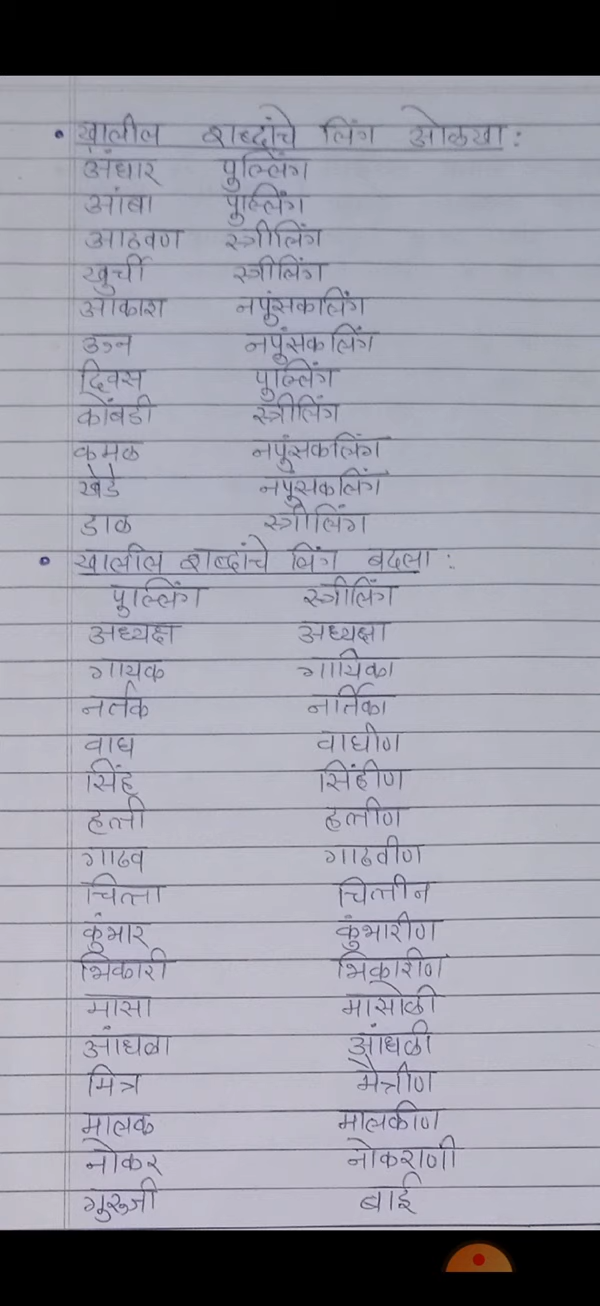 • खालील शब्दांचे लिंग ओळखा :
अंधार पुल्लिंग
आंबा पुल्लिंग
आठवण स्त्रीलिंग
खुर्ची स्त्रीलिंग
आकाश नपुंसकलिंग
ऊन नपुंसकलिंग
दिवस पुल्लिंग
कोंबडी स्त्रीलिंग
कमळ नपुंसकलिंग
खेडे नपुसकलिंग
डाळ स्त्रीलिंग
• खालील शब्दांचे लिंग बदला :
पुल्लिंग स्त्रीलिंग
अध्यक्ष अध्यक्षा
गायक गायिका
नर्तक नर्तिका
वाघ वाघीण
सिंह सिंहीण
हत्ती हत्तीण
गाढव गाढवीण
चित्ता चित्तीन
कुंभार कुंभारीण
भिकारी भिकारीण
मासा मासोळी
आंधळा आंधळी
मित्र मैत्रीण
मालक मालकीण
नोकर नोकराणी
गुरुजी बाई